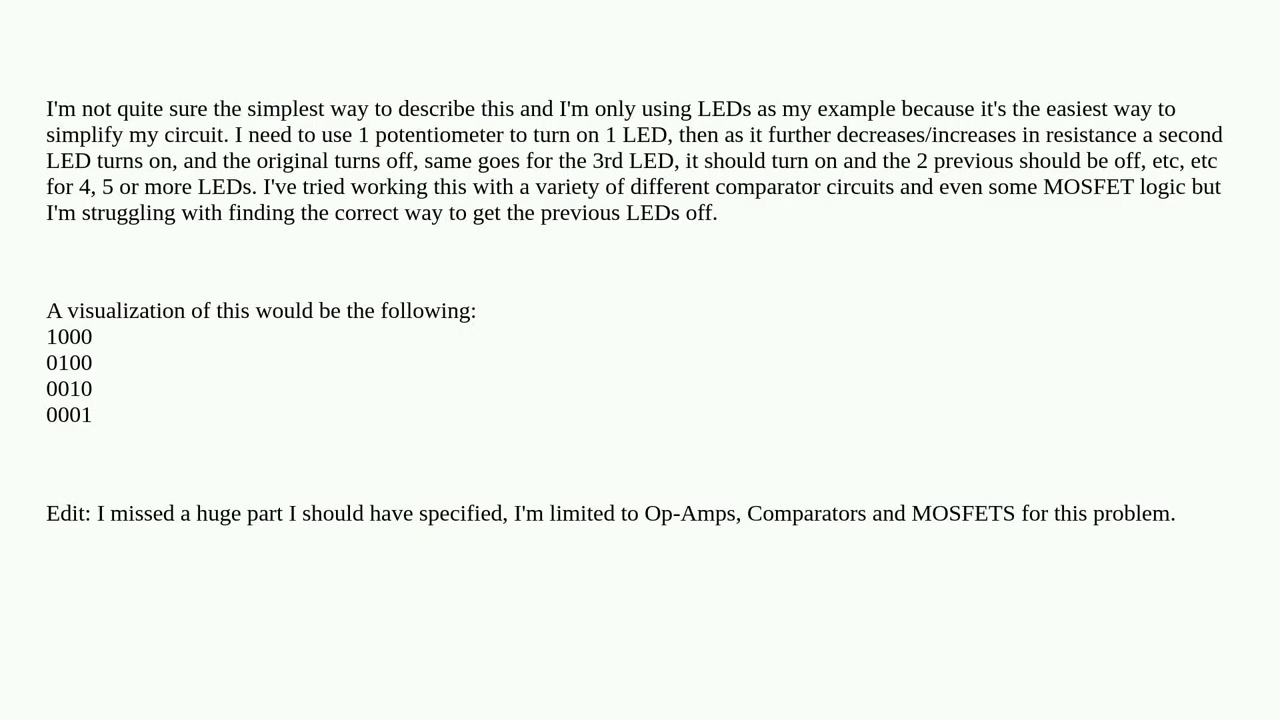 I'm not quite sure the simplest way to describe this and I'm only using LEDs as my example because it's the easiest way to
simplify my circuit. I need to use 1 potentiometer to turn on 1 LED, then as it further decreases/increases in resistance a second
LED turns on, and the original turns off, same goes for the 3rd LED, it should turn on and the 2 previous should be off, etc, etc
for 4, 5 or more LEDs. I've tried working this with a variety of different comparator circuits and even some MOSFET logic but
I'm struggling with finding the correct way to get the previous LEDs off.
A visualization of this would be the following:
1000
0100
0010
0001
Edit: I missed a huge part I should have specified, I'm limited to Op-Amps, Comparators and MOSFETS for this problem.